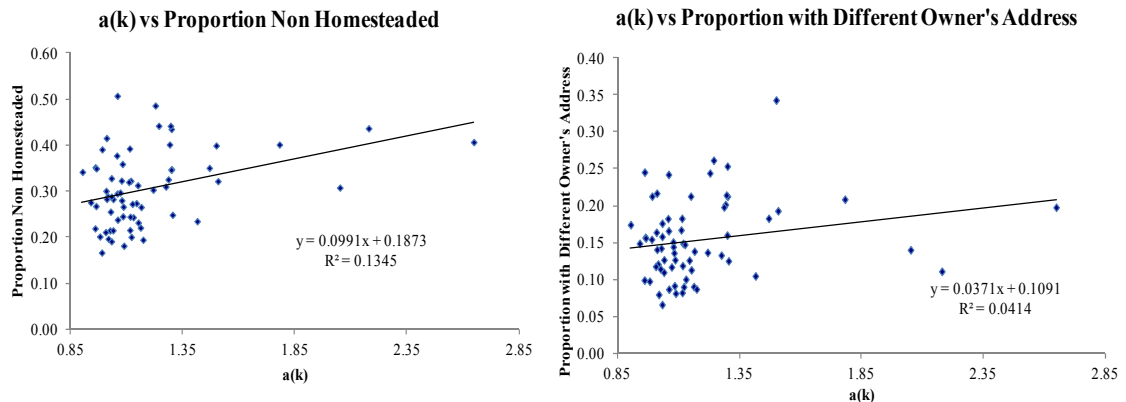 a(k) vs Proportion Non Homesteaded
Proportion Non Homesteaded
0.60
0.50
0.40
0.30
0.20
0.10
0.00
y = 0.0991x + 0.1873
R² = 0.1345
0.85 1.35 1.85 2.35 2.85
a(k)
a(k) vs Proportion with Different Owner's Address
Proportion with Different Owner's Address
0.40
0.35
0.30
0.25
0.20
0.15
0.10
0.05
0.00
y = 0.0371x + 0.1091
R² = 0.0414
0.85 1.35 1.85 2.35 2.85
a(k)